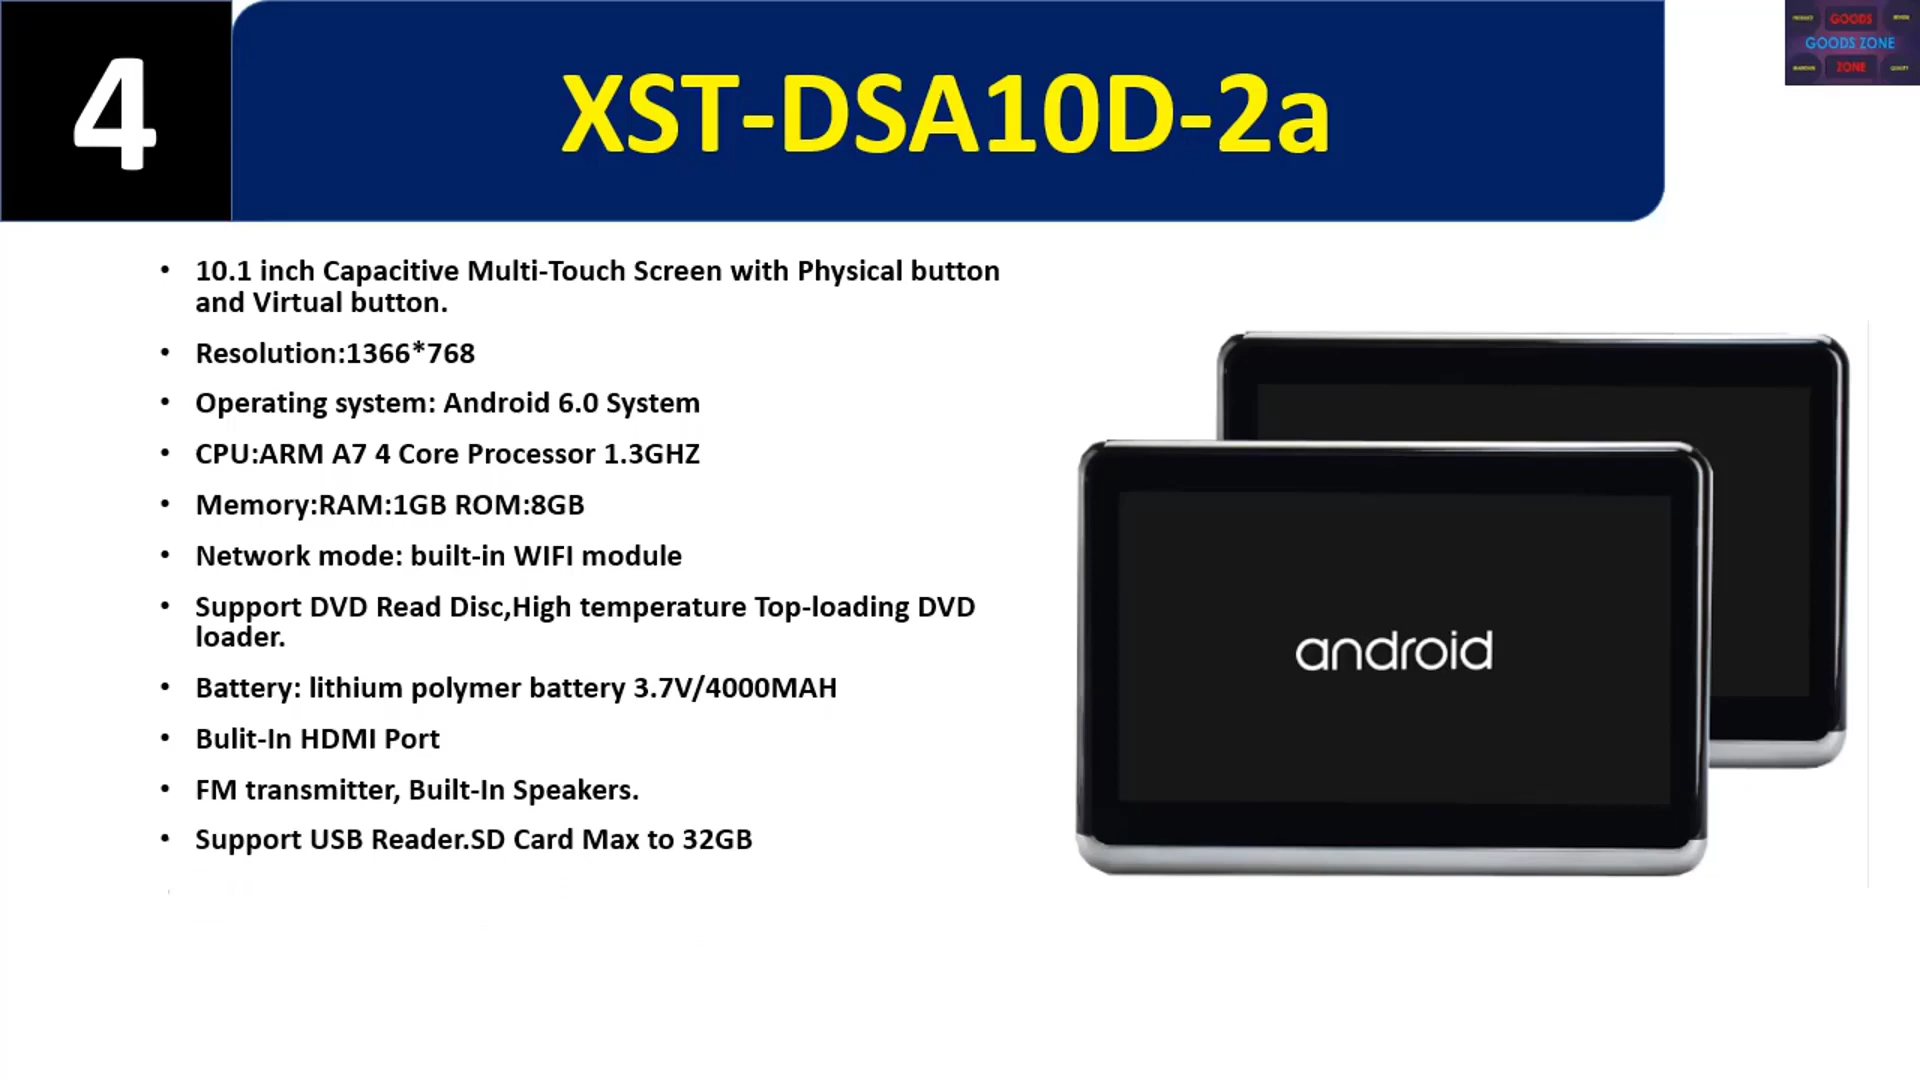 4
XST-DSA10D-2a
GOODS
GOODS ZONE
ZONE
• 10.1 inch Capacitive Multi-Touch Screen with Physical button
and Virtual button.
• Resolution:1366*768
• Operating system: Android 6.0 System
• CPU:ARM A7 4 Core Processor 1.3GHZ
• Memory:RAM:1GB ROM:8GB
• Network mode: built-in WIFI module
• Support DVD Read Disc,High temperature Top-loading DVD
loader.
• Battery: lithium polymer battery 3.7V/4000MAH
• Bulit-In HDMI Port
• FM transmitter, Built-In Speakers.
• Support USB Reader.SD Card Max to 32GB
android